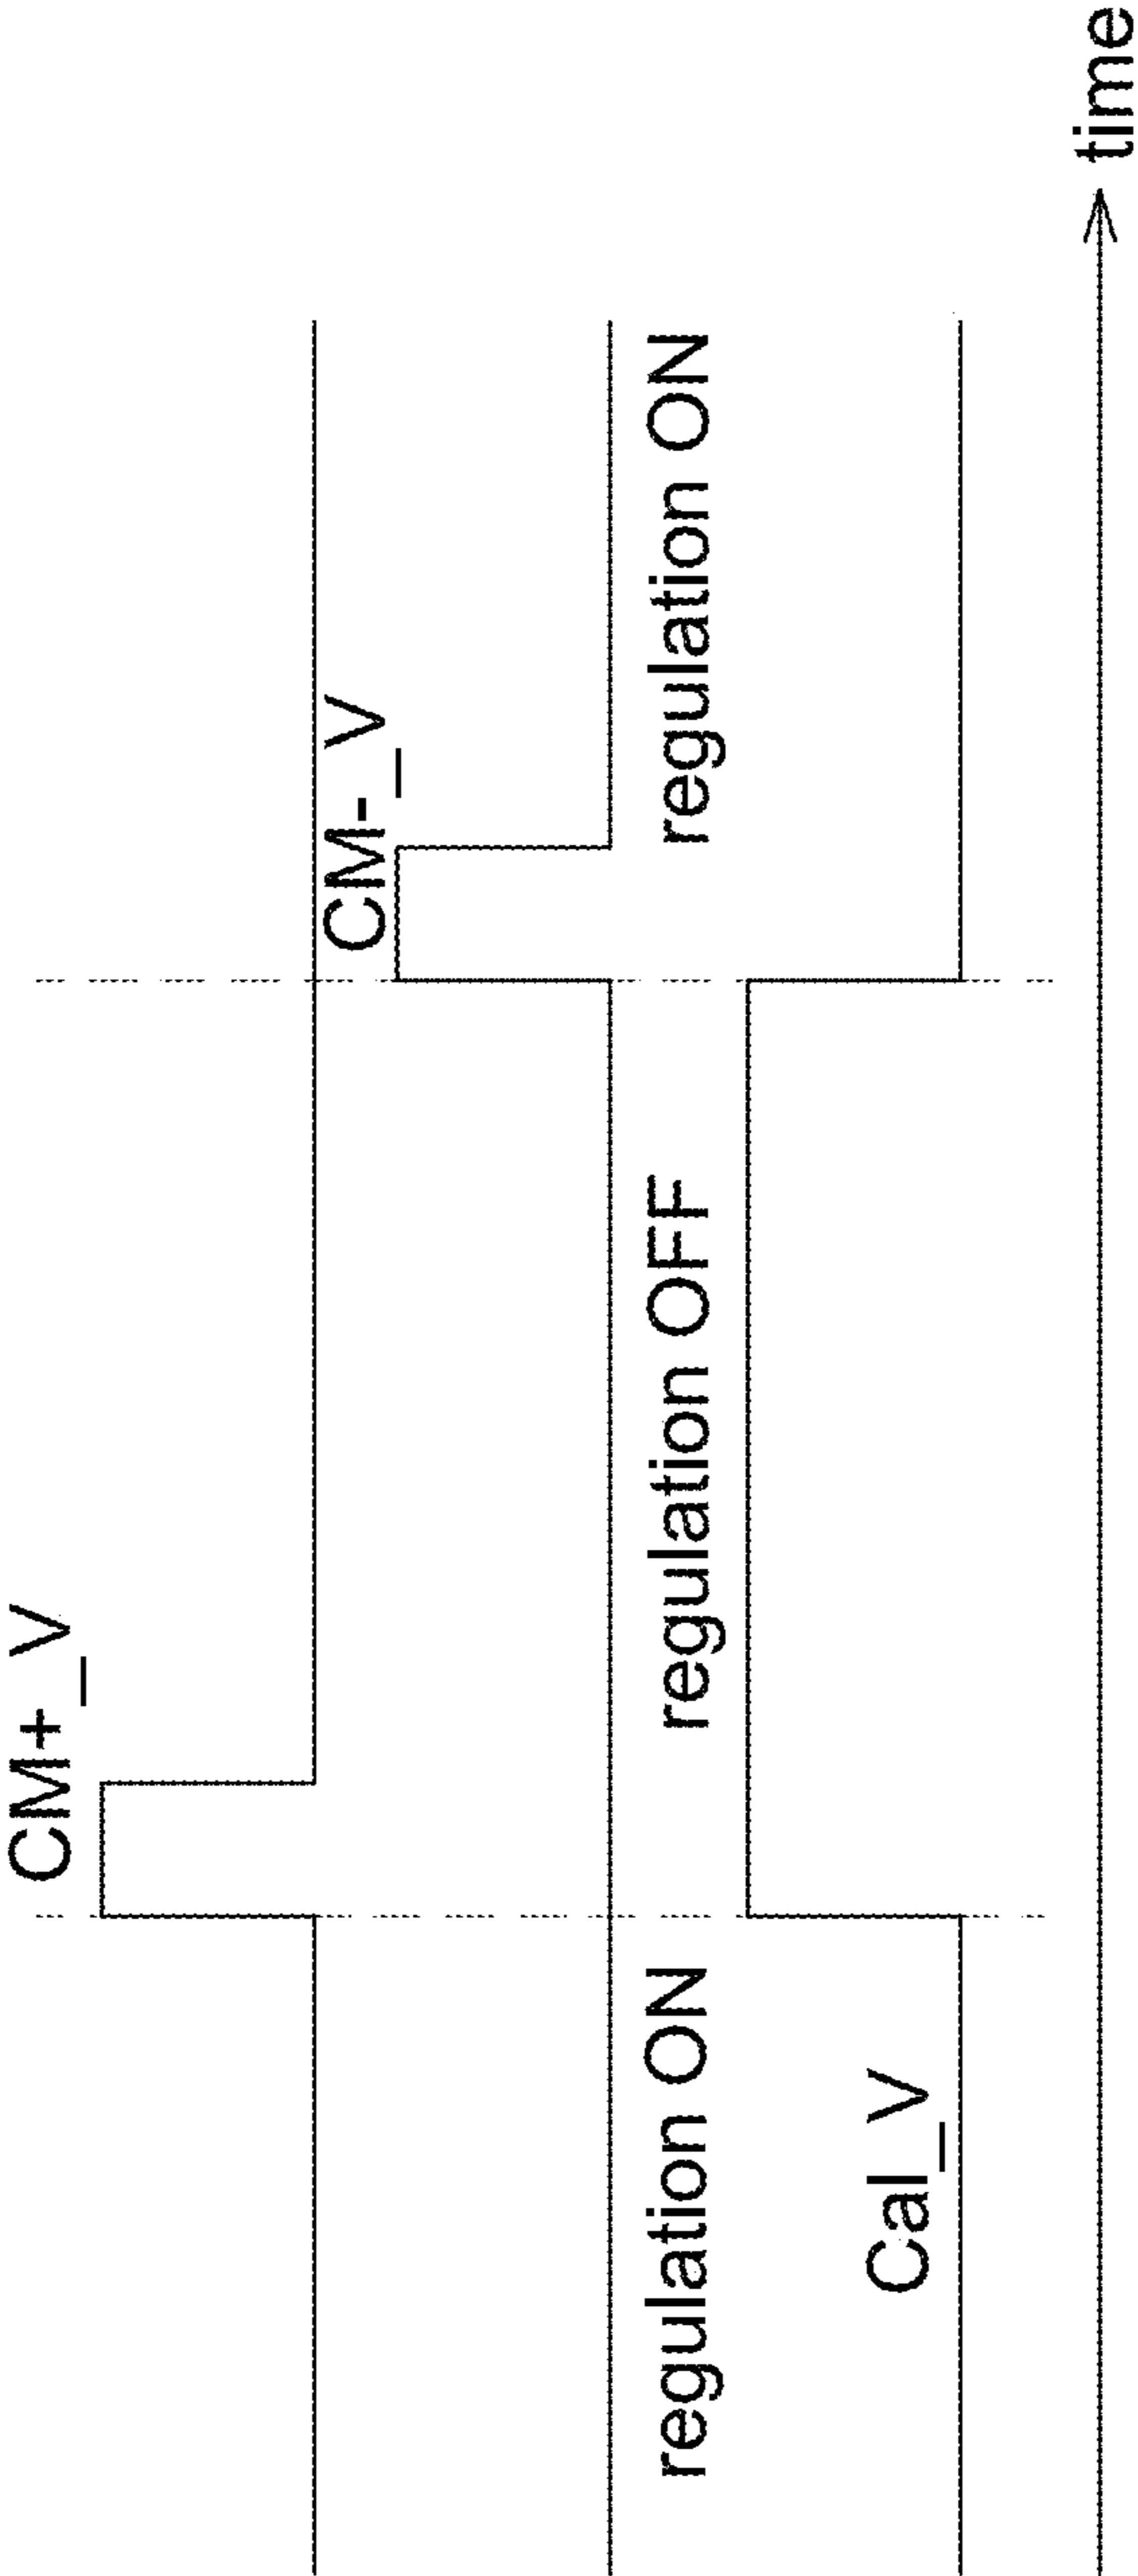 CM+_V
CM-_V
regulation ON
regulation OFF
regulation ON
Cal_V
time